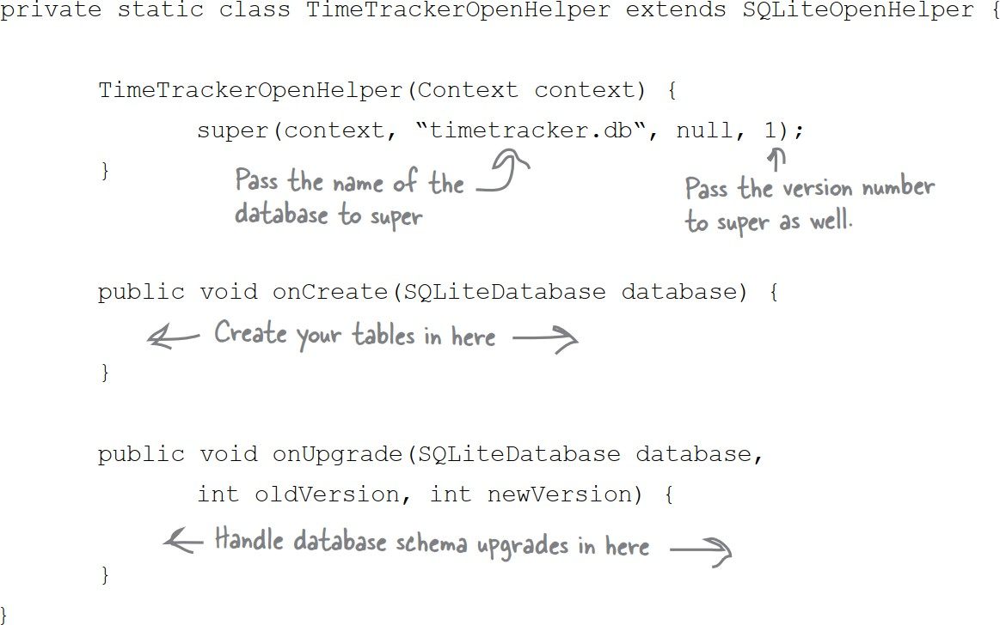 private static class TimeTrackerOpenHelper extends SQLiteOpenHelper {
TimeTrackerOpenHelper(Context context) {
super(context, “timetracker.db“, null, 1);
}
Pass the name of the
database to super
Pass the version number
to super as well.
public void onCreate(SQLiteDatabase database) {
Create your tables in here
}
public void onUpgrade(SQLiteDatabase database,
int oldVersion, int newVersion) {
Handle database schema upgrades in here
}
}